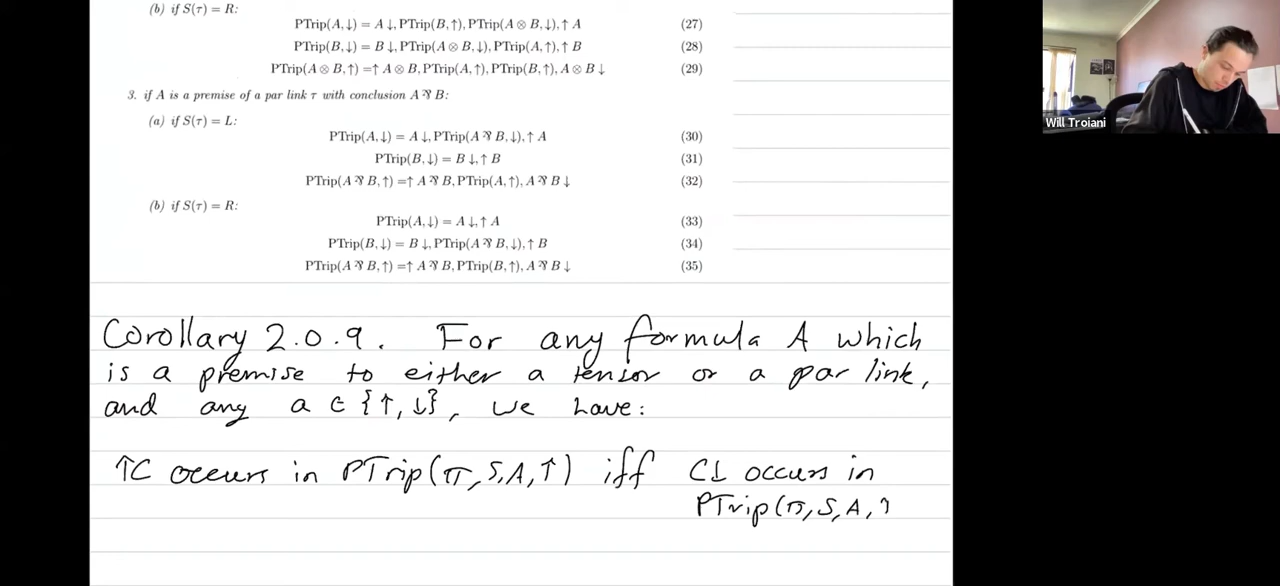 (b) if S(τ) = R:
PTrip(A, ↓) = A ↓, PTrip(B, ↑), PTrip(A ⊗ B, ↓), ↑ A (27)
PTrip(B, ↓) = B ↓, PTrip(A ⊗ B, ↓), PTrip(A, ↑), ↑ B (28)
PTrip(A ⊗ B, ↑) =↑ A ⊗ B, PTrip(A, ↑), PTrip(B, ↑), A ⊗ B ↓ (29)
3. if A is a premise of a par link τ with conclusion A ⅋ B:
(a) if S(τ) = L:
PTrip(A, ↓) = A ↓, PTrip(A ⅋ B, ↓), ↑ A (30)
PTrip(B, ↓) = B ↓, ↑ B (31)
PTrip(A ⅋ B, ↑) =↑ A ⅋ B, PTrip(A, ↑), A ⅋ B ↓ (32)
(b) if S(τ) = R:
PTrip(A, ↓) = A ↓, ↑ A (33)
PTrip(B, ↓) = B ↓, PTrip(A ⅋ B, ↓), ↑ B (34)
PTrip(A ⅋ B, ↑) =↑ A ⅋ B, PTrip(B, ↑), A ⅋ B ↓ (35)
Corollary 2.0.9. For any formula A which
is a premise to either a tensor or a par link,
and any a ∈ {↑, ↓}, we have:
↑C occurs in PTrip(π, S, A, ↑) iff C↓ occurs in
PTrip(π, S, A, ↑
Will Troiani